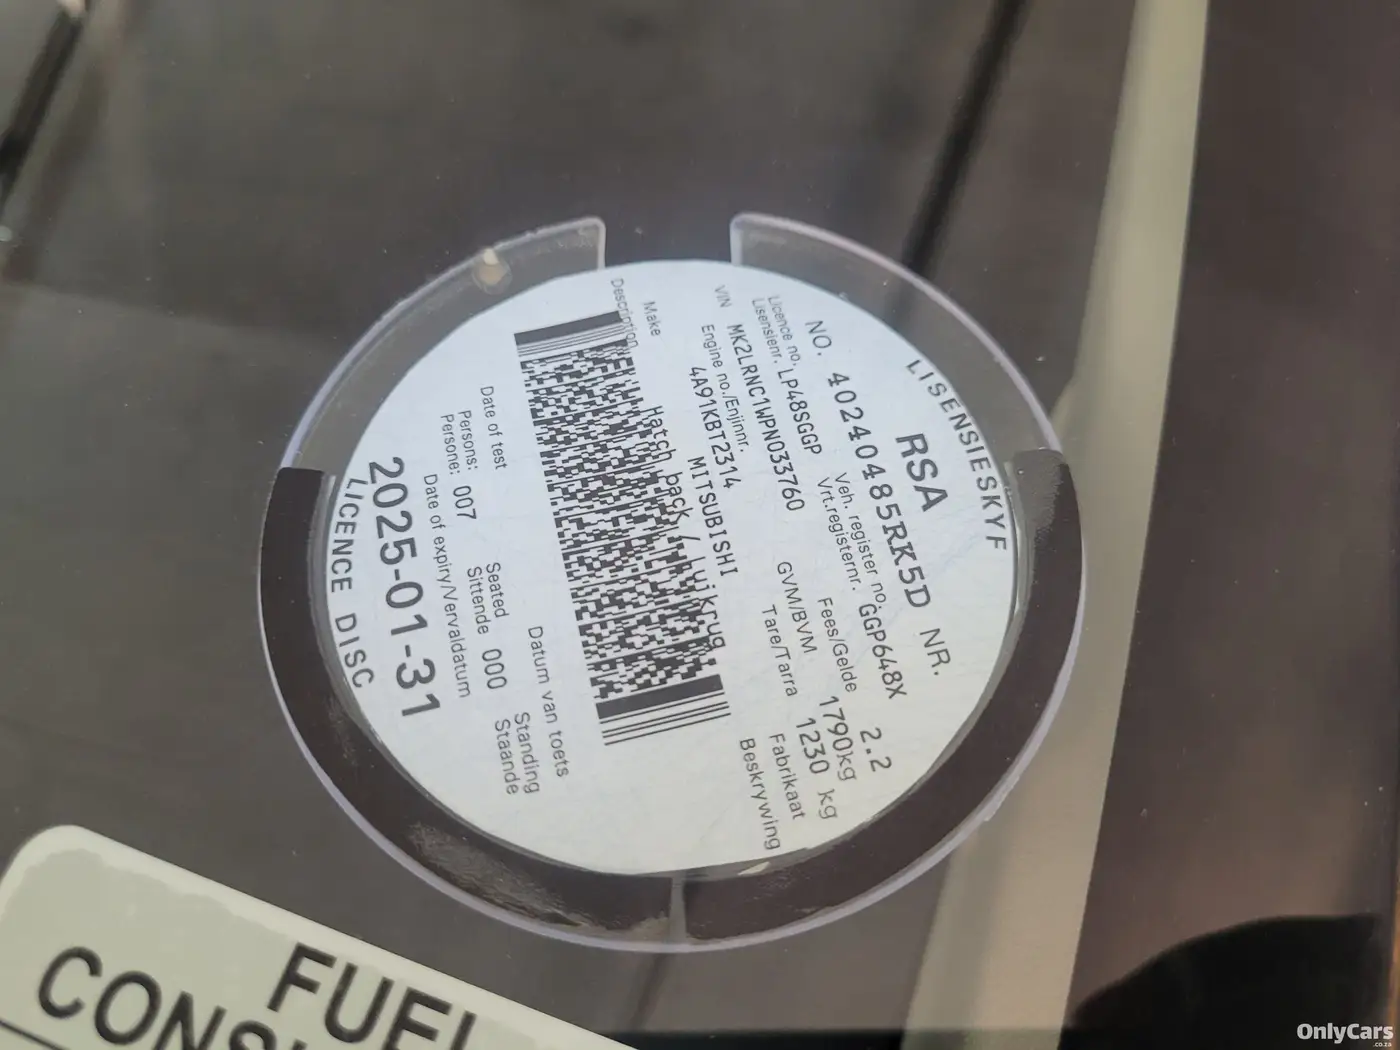 LISENSIESKYF
RSA
NO. 40240485RK5D NR.
Licence no. Veh. register no.
Lisensienr. LP48SGGP Vrt.registernr. GGP648X
VIN MK2LRNC1WPN033760 Fees/Gelde 2.2
Engine no./Enjinnr. GVM/BVM 1790kg
4A91KBT2314 Tare/Tarra 1230 kg
Make MITSUBISHI Fabrikaat
Description Hatch back / luikrug Beskrywing
Date of test Datum van toets
Persons: Seated Standing
Persone: 007 Sittende 000 Staande
Date of expiry/Vervaldatum
2025-01-31
LICENCE DISC
FUEL
OnlyCars
.co.za